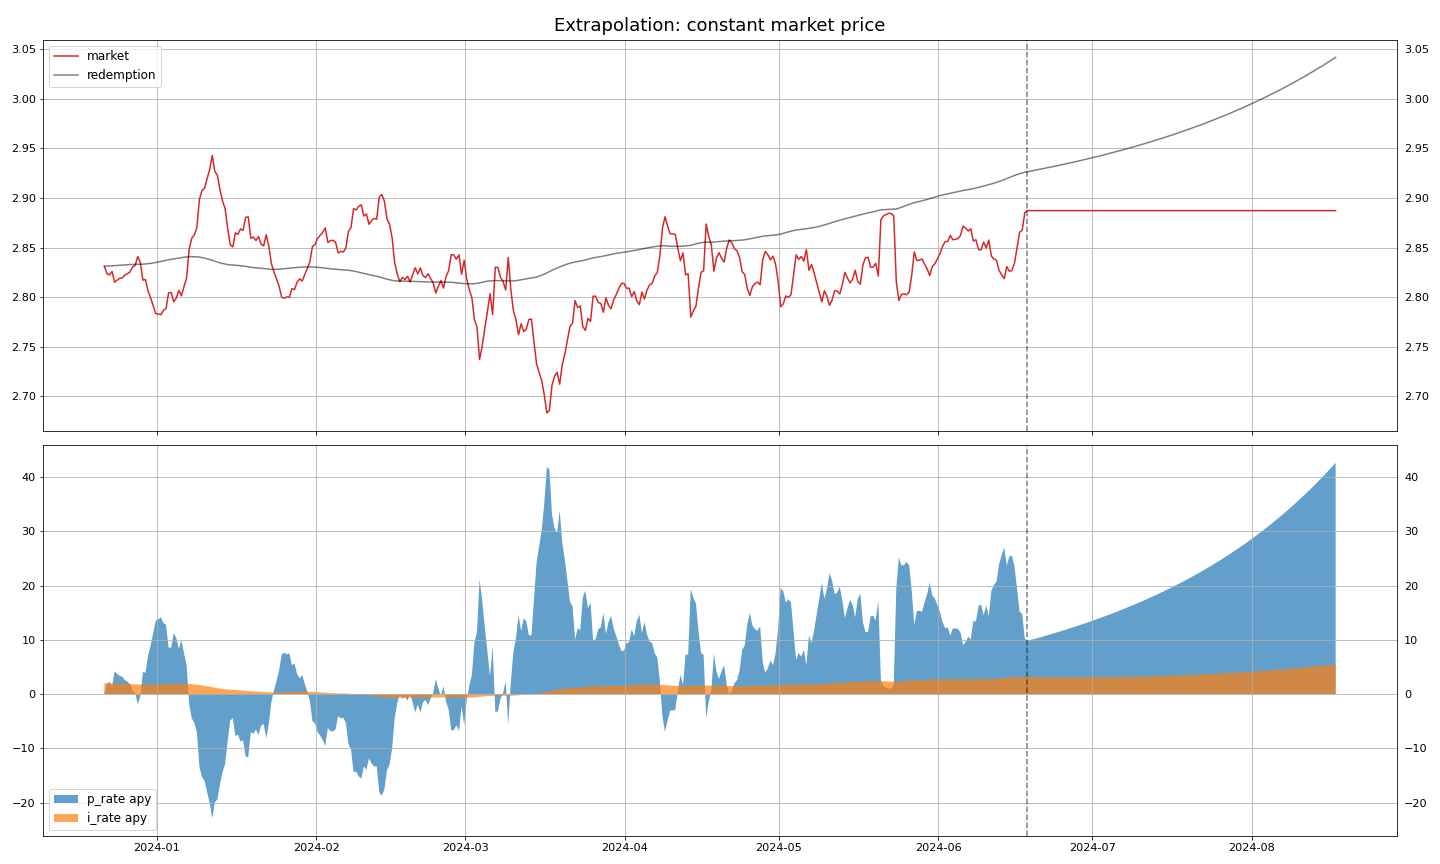 Extrapolation: constant market price
3.05 3.05
market
redemption
3.00 3.00
2.95 2.95
2.90 2.90
2.85 2.85
2.80 2.80
2.75 2.75
2.70 2.70
40 40
30 30
20 20
10 10
0 0
−10 −10
−20 −20
p_rate apy
i_rate apy
2024-01 2024-02 2024-03 2024-04 2024-05 2024-06 2024-07 2024-08